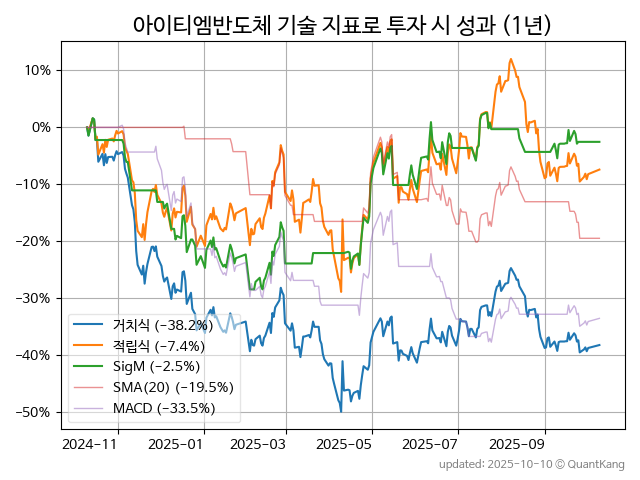 아이티엠반도체 기술 지표로 투자 시 성과 (1년)
10%
0%
−10%
−20%
−30%
−40%
−50%
거치식 (−38.2%)
적립식 (−7.4%)
SigM (−2.5%)
SMA(20) (−19.5%)
MACD (−33.5%)
2024−11 2025−01 2025−03 2025−05 2025−07 2025−09
updated: 2025-10-10 © QuantKang